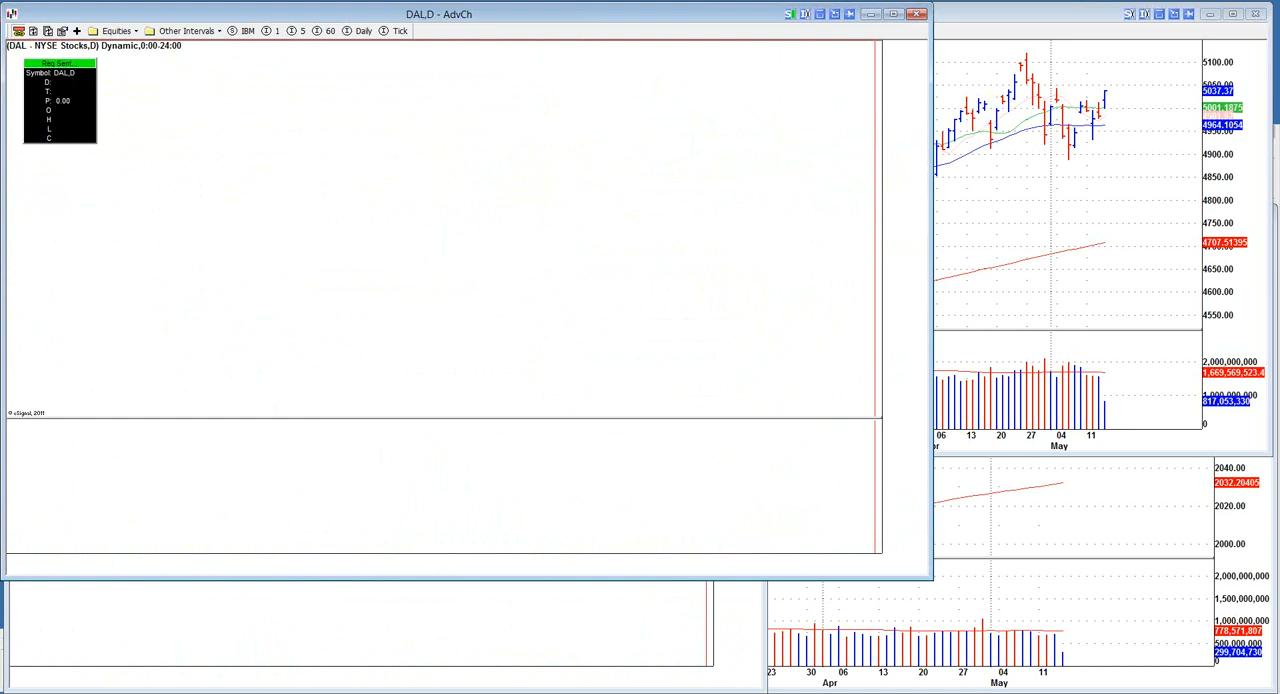 DAL,D - AdvCh
Equities
Other Intervals
IBM
1
5
60
Daily
Tick
(DAL - NYSE Stocks,D) Dynamic,0:00-24:00
Req Sent...
Symbol: DAL,D
D:
T:
P: 0.00
O
H
L
C
© eSignal, 2011
5100.00
5050.00
5037.37
5001.1875
4964.1054
4950.00
4900.00
4850.00
4800.00
4750.00
4707.51395
4650.00
4600.00
4550.00
2,000,000,000
1,669,569,523.4
1,000,000,000
817,053,330
0
06 13 20 27 04 11
May
2040.00
2032.20405
2020.00
2000.00
2,000,000,000
1,500,000,000
1,000,000,000
778,571,807
500,000,000
299,704,730
0
23 30 06 13 20 27 04 11
Apr May